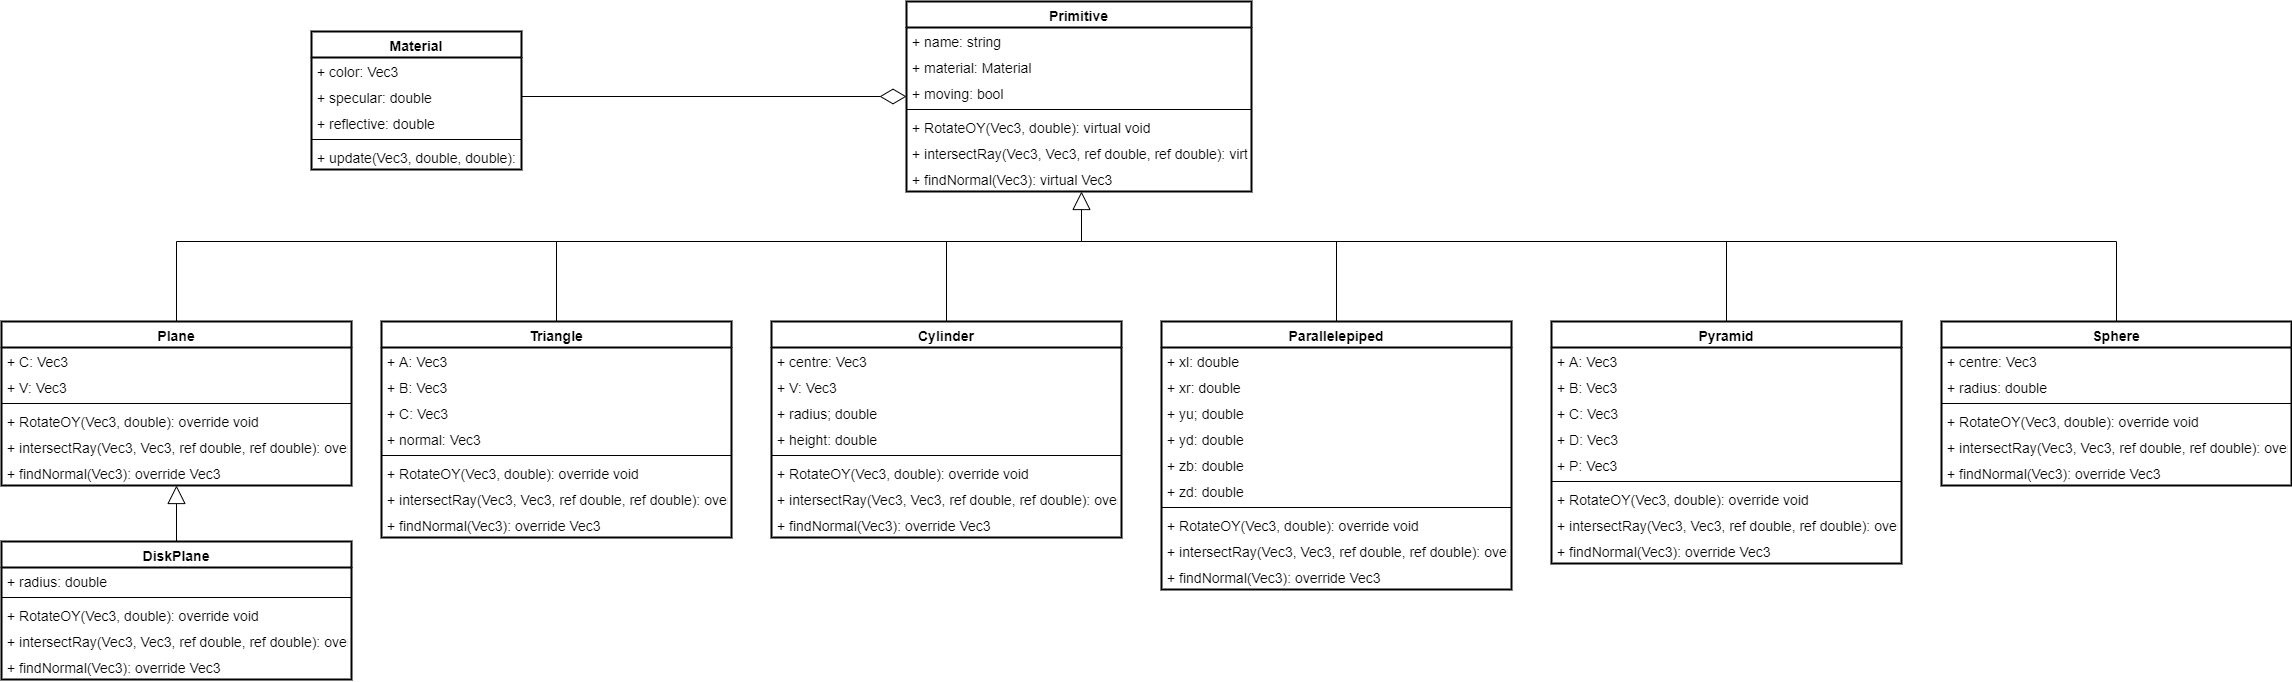 Primitive
+ name: string
+ material: Material
+ moving: bool
+ RotateOY(Vec3, double): virtual void
+ intersectRay(Vec3, Vec3, ref double, ref double): virt
+ findNormal(Vec3): virtual Vec3
Material
+ color: Vec3
+ specular: double
+ reflective: double
+ update(Vec3, double, double):
Plane
+ C: Vec3
+ V: Vec3
+ RotateOY(Vec3, double): override void
+ intersectRay(Vec3, Vec3, ref double, ref double): ove
+ findNormal(Vec3): override Vec3
Triangle
+ A: Vec3
+ B: Vec3
+ C: Vec3
+ normal: Vec3
+ RotateOY(Vec3, double): override void
+ intersectRay(Vec3, Vec3, ref double, ref double): ove
+ findNormal(Vec3): override Vec3
Cylinder
+ centre: Vec3
+ V: Vec3
+ radius; double
+ height: double
+ RotateOY(Vec3, double): override void
+ intersectRay(Vec3, Vec3, ref double, ref double): ove
+ findNormal(Vec3): override Vec3
Parallelepiped
+ xl: double
+ xr: double
+ yu; double
+ yd: double
+ zb: double
+ zd: double
+ RotateOY(Vec3, double): override void
+ intersectRay(Vec3, Vec3, ref double, ref double): ove
+ findNormal(Vec3): override Vec3
Pyramid
+ A: Vec3
+ B: Vec3
+ C: Vec3
+ D: Vec3
+ P: Vec3
+ RotateOY(Vec3, double): override void
+ intersectRay(Vec3, Vec3, ref double, ref double): ove
+ findNormal(Vec3): override Vec3
Sphere
+ centre: Vec3
+ radius: double
+ RotateOY(Vec3, double): override void
+ intersectRay(Vec3, Vec3, ref double, ref double): ove
+ findNormal(Vec3): override Vec3
DiskPlane
+ radius: double
+ RotateOY(Vec3, double): override void
+ intersectRay(Vec3, Vec3, ref double, ref double): ove
+ findNormal(Vec3): override Vec3